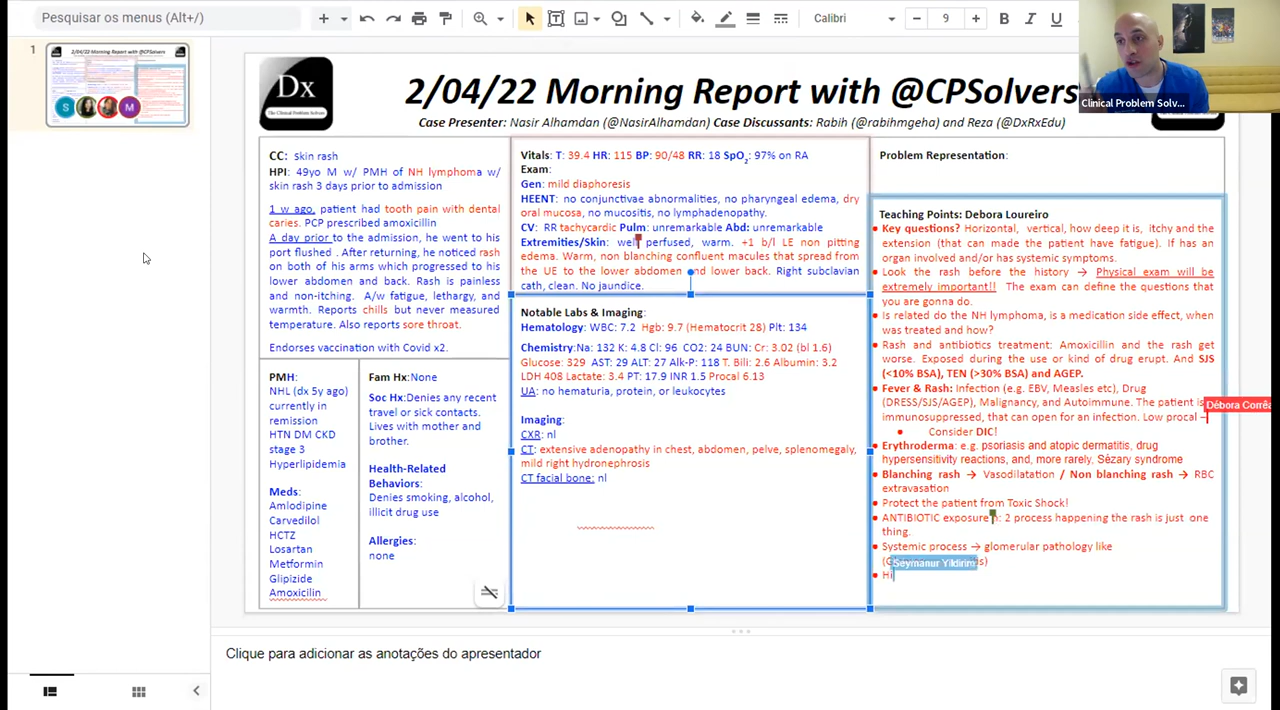 Pesquisar os menus (Alt+/)
Calibri
9
B
I
U
Clinical Problem Solv...
1
2/04/22 Morning Report with @CPSolvers
Dx
The Clinical Problem Solvers
2/04/22 Morning Report with @CPSolvers
Case Presenter: Nasir Alhamdan (@NasirAlhamdan) Case Discussants: Rabih (@rabihmgeha) and Reza (@DxRxEdu)
CC: Skin rash
HPI: 49yo M w/ PMH of NH lymphoma w/
skin rash 3 days prior to admission
1 w ago, patient had tooth pain with dental
caries. PCP prescribed amoxicillin
A day prior to the admission, he went to his
port flushed . After returning, he noticed rash
on both of his arms which progressed to his
lower abdomen and back. Rash is painless
and non-itching. A/w fatigue, lethargy, and
warmth. Reports chills but never measured
temperature. Also reports sore throat.
Endorses vaccination with Covid x2.
PMH:
NHL (dx 5y ago)
currently in
remission
HTN DM CKD
stage 3
Hyperlipidemia
Meds:
Amlodipine
Carvedilol
HCTZ
Losartan
Metformin
Glipizide
Amoxicilin
Fam Hx:None
Soc Hx:Denies any recent
travel or sick contacts.
Lives with mother and
brother.
Health-Related
Behaviors:
Denies smoking, alcohol,
illicit drug use
Allergies:
none
Vitals: T: 39.4 HR: 115 BP: 90/48 RR: 18 SpO2: 97% on RA
Exam:
Gen: mild diaphoresis
HEENT: no conjunctivae abnormalities, no pharyngeal edema, dry
oral mucosa, no mucositis, no lymphadenopathy.
CV: RR tachycardic Pulm: unremarkable Abd: unremarkable
Extremities/Skin: well perfused, warm. +1 b/l LE non pitting
edema. Warm, non blanching confluent macules that spread from
the UE to the lower abdomen and lower back. Right subclavian
cath, clean. No jaundice.
Notable Labs & Imaging:
Hematology: WBC: 7.2 Hgb: 9.7 (Hematocrit 28) Plt: 134
Chemistry:Na: 132 K: 4.8 Cl: 96 CO2: 24 BUN: Cr: 3.02 (bl 1.6)
Glucose: 329 AST: 29 ALT: 27 Alk-P: 118 T. Bili: 2.6 Albumin: 3.2
LDH 408 Lactate: 3.4 PT: 17.9 INR 1.5 Procal 6.13
UA: no hematuria, protein, or leukocytes
Imaging:
CXR: nl
CT: extensive adenopathy in chest, abdomen, pelve, splenomegaly,
mild right hydronephrosis
CT facial bone: nl
Problem Representation:
Teaching Points: Debora Loureiro
Key questions? Horizontal, vertical, how deep it is, itchy and the
extension (that can made the patient have fatigue). If has an
organ involved and/or has systemic symptoms.
Look the rash before the history → Physical exam will be
extremely important!! The exam can define the questions that
you are gonna do.
Is related do the NH lymphoma, is a medication side effect, when
was treated and how?
Rash and antibiotics treatment: Amoxicillin and the rash get
worse. Exposed during the use or kind of drug erupt. And SJS
(<10% BSA), TEN (>30% BSA) and AGEP.
Fever & Rash: Infection (e.g. EBV, Measles etc), Drug
(DRESS/SJS/AGEP), Malignancy, and Autoimmune. The patient is
immunosuppressed, that can open for an infection. Low procal →
Débora Corrêa
Consider DIC!
Erythroderma: e.g. psoriasis and atopic dermatitis, drug
hypersensitivity reactions, and, more rarely, Sézary syndrome
Blanching rash → Vasodilatation / Non blanching rash → RBC
extravasation
Protect the patient from Toxic Shock!
ANTIBIOTIC exposure n: 2 process happening the rash is just one
thing.
Systemic process → glomerular pathology like
Seymanur Yildirim
Hi
Clique para adicionar as anotações do apresentador